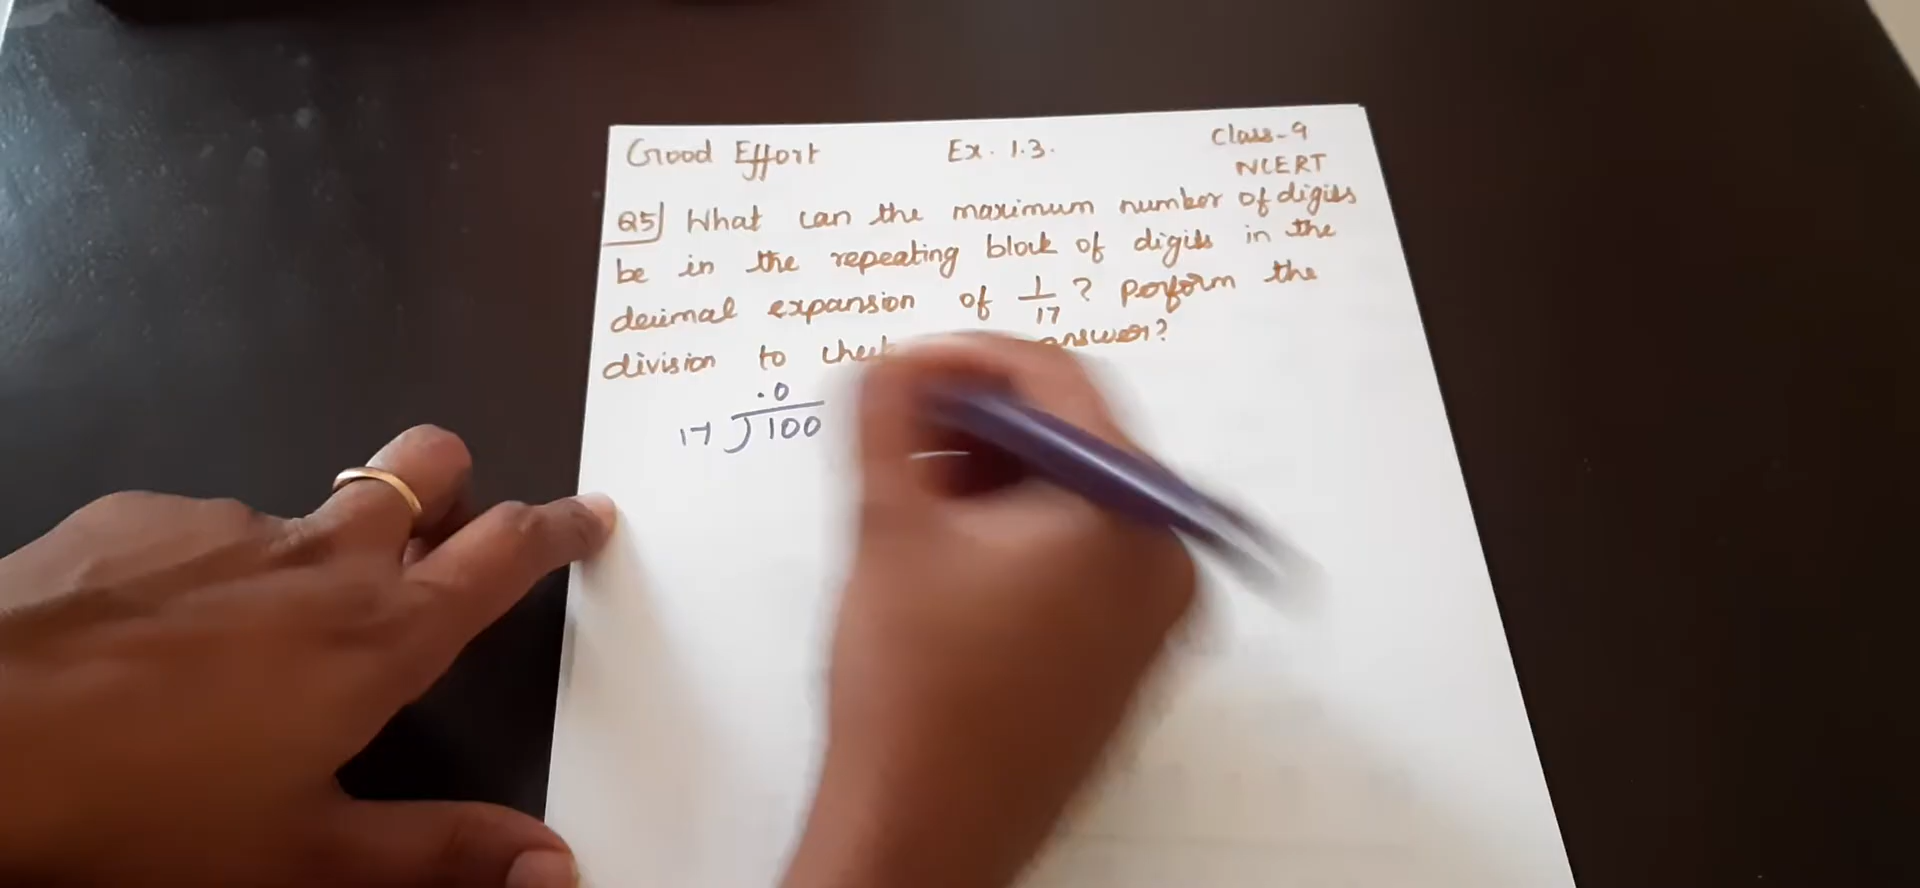 Good Effort Ex. 1.3. Class-9
NCERT
Q5) What can the maximum number of digits
be in the repeating block of digits in the
decimal expansion of 1/17 ? Perform the
division to answer?
.0
17 ) 100